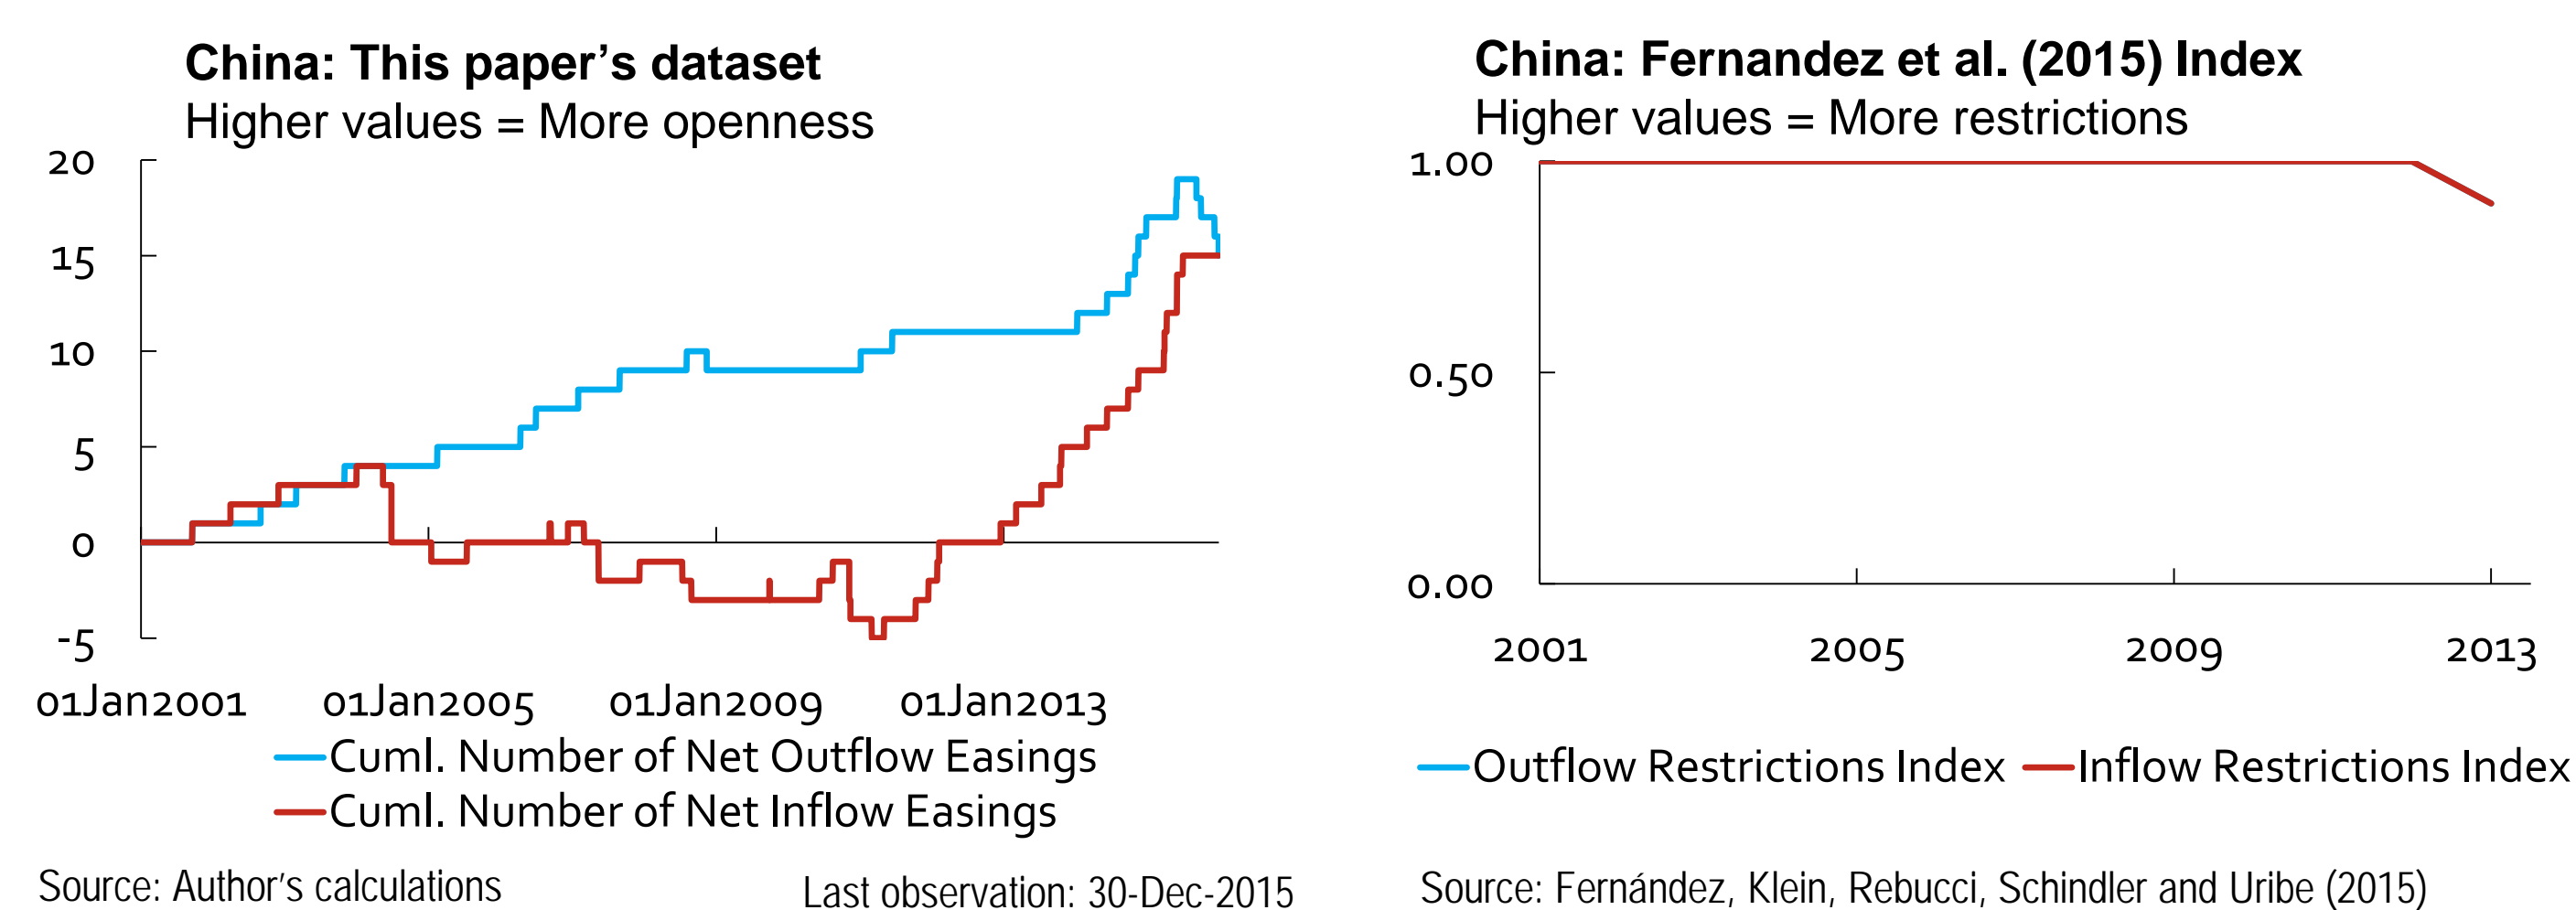 China: This paper’s dataset
Higher values = More openness
20
15
10
5
0
-5
01Jan2001 01Jan2005 01Jan2009 01Jan2013
Cuml. Number of Net Outflow Easings
Cuml. Number of Net Inflow Easings
Source: Author’s calculations
Last observation: 30-Dec-2015
China: Fernandez et al. (2015) Index
Higher values = More restrictions
1.00
0.50
0.00
2001 2005 2009 2013
Outflow Restrictions Index Inflow Restrictions Index
Source: Fernández, Klein, Rebucci, Schindler and Uribe (2015)